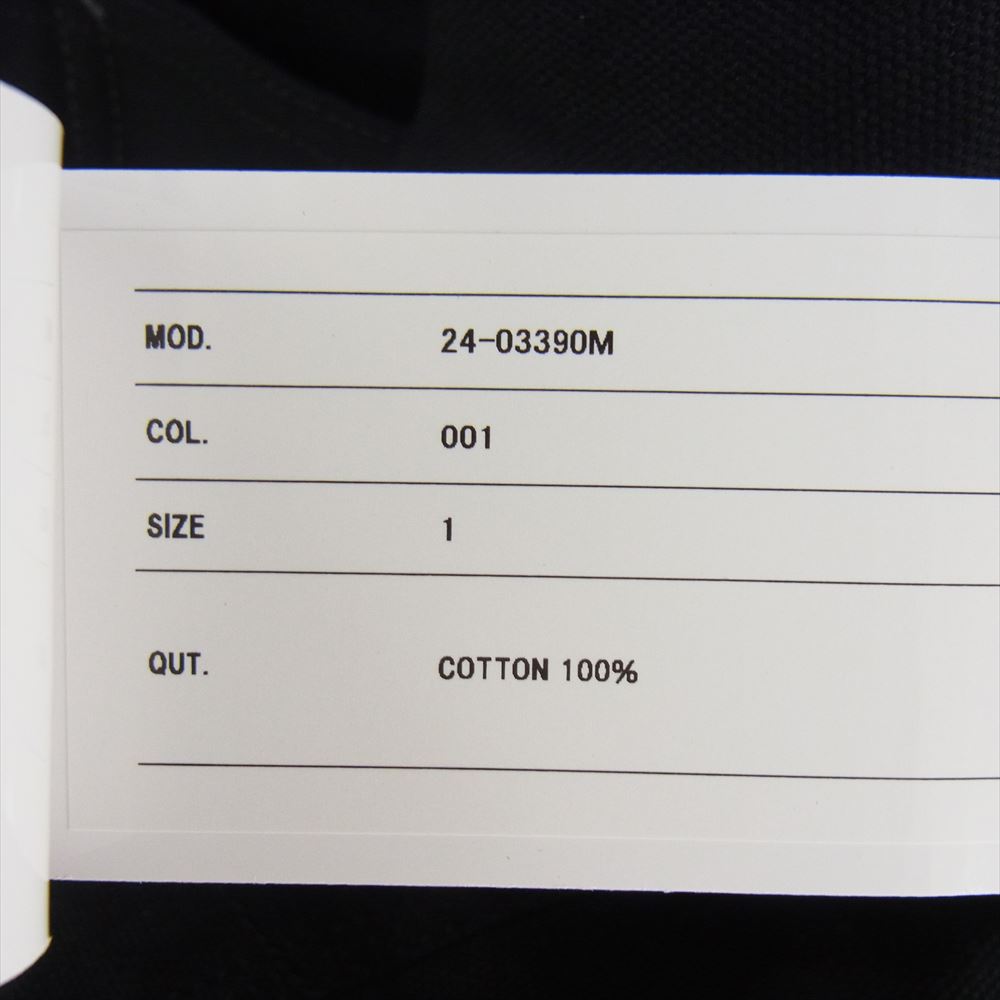 MOD. 24-03390M
COL. 001
SIZE 1
QUT. COTTON 100%